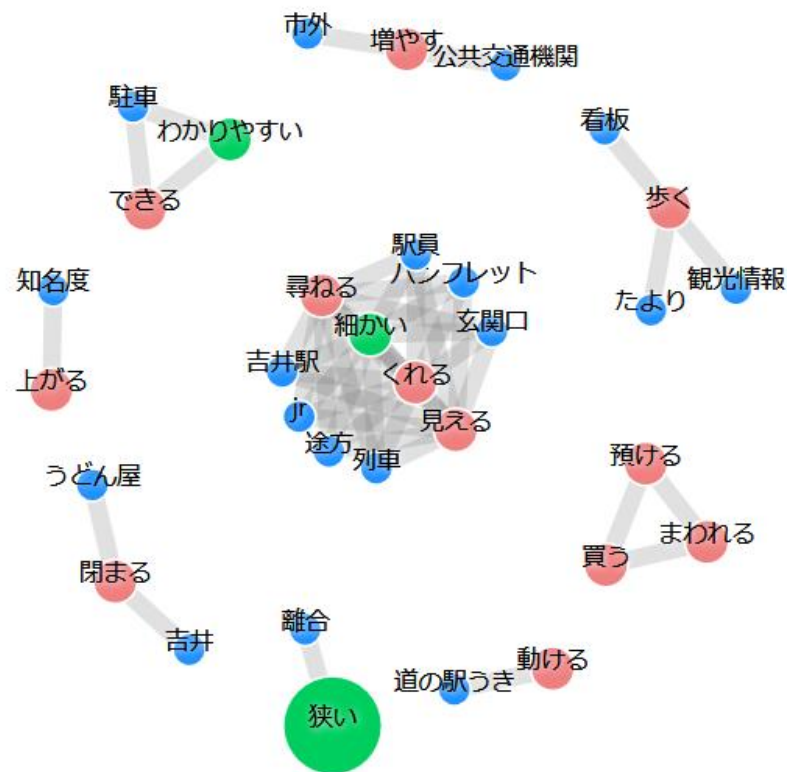 市外
増やす
公共交通機関
駐車
わかりやすい
できる
看板
歩く
たより
観光情報
知名度
上がる
駅員
パンフレット
尋ねる
細かい
玄関口
吉井駅
くれる
jr
見える
途方
列車
預ける
まわれる
買う
うどん屋
閉まる
吉井
離合
狭い
道の駅うき
動ける